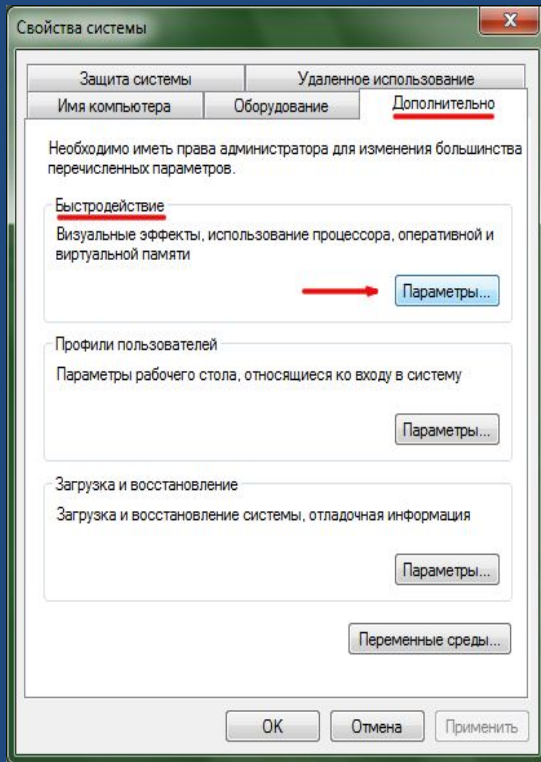 Свойства системы
Защита системы
Удаленное использование
Имя компьютера
Оборудование
Дополнительно
Необходимо иметь права администратора для изменения большинства
перечисленных параметров.
Быстродействие
Визуальные эффекты, использование процессора, оперативной и
виртуальной памяти
Параметры...
Профили пользователей
Параметры рабочего стола, относящиеся ко входу в систему
Параметры...
Загрузка и восстановление
Загрузка и восстановление системы, отладочная информация
Параметры...
Переменные среды...
ОК
Отмена
Применить